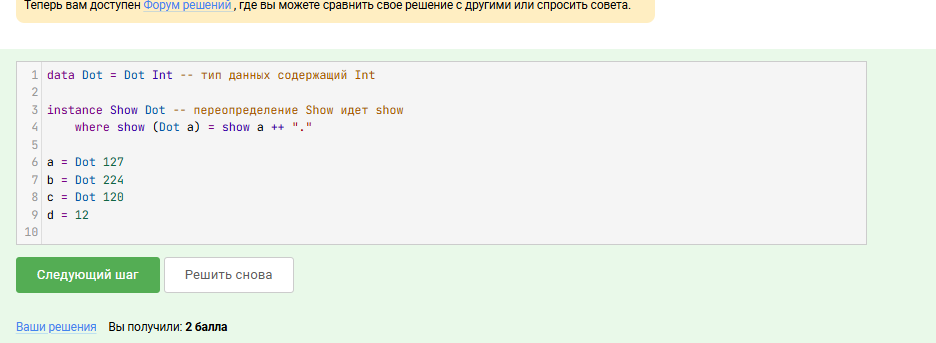 Теперь вам доступен Форум решений, где вы можете сравнить свое решение с другими или спросить совета.
1 data Dot = Dot Int -- тип данных содержащий Int
2
3 instance Show Dot -- переопределение Show идет show
4     where show (Dot a) = show a ++ "."
5
6 a = Dot 127
7 b = Dot 224
8 c = Dot 120
9 d = 12
10
Следующий шаг Решить снова
Ваши решения Вы получили: 2 балла